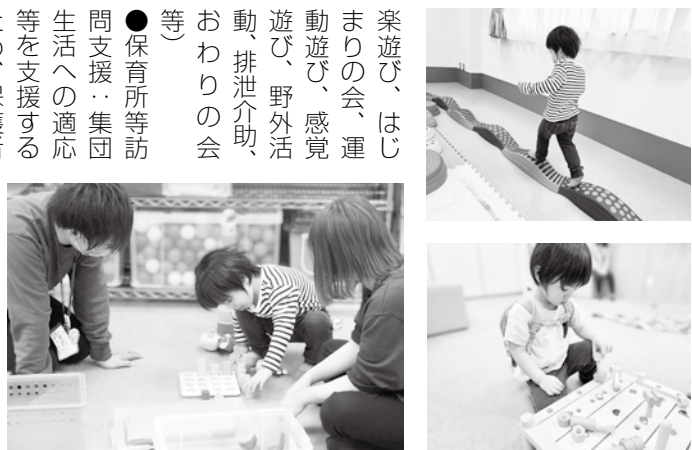 楽遊び、はじ
まりの会、運
動遊び、感覚
遊び、野外活
動、排泄介助、
おわりの会
等）
●保育所等訪
問支援：集団
生活への適応
等を支援する